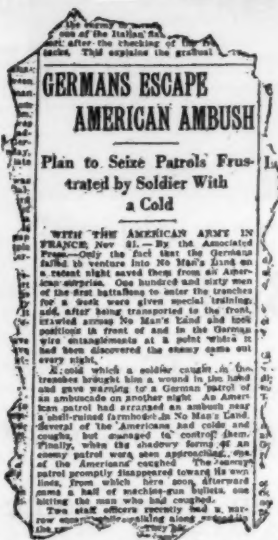 the enemy
one of the Italian
after the checking of the
This explains the gradual
GERMANS ESCAPE
AMERICAN AMBUSH
Plan to Seize Patrols Frus-
trated by Soldier With
a Cold
WITH THE AMERICAN ARMY IN
FRANCE, Nov 21.—By the Associated
Press—Only the fact that the Germans
failed to venture into No Man's Land on
a recent night saved them from an Amer-
ican surprise. One hundred and sixty men
of the first battalions to enter the trenches
for a week were given special training,
and, after being transported to the front,
crawled across No Man's Land and took
positions in front of and in the German
wire entanglements at a point where it
had been discovered the enemy came out
every night.
A cold which a soldier caught in the
trenches brought him a wound in the hand
and gave warning to a German patrol of
an ambuscade on another night. An Amer-
ican patrol had arranged an ambush near
a shell-ruined farmhouse in No Man's Land.
Several of the Americans had colds and
coughs, but managed to control them.
Finally, when the shadowy forms of an
enemy patrol were seen approaching, one
of the Americans coughed. The enemy
patrol promptly disappeared toward its own
lines, from which here soon afterward
came a hail of machine-gun bullets, one
hitting the man who had coughed.
Two staff officers recently had a nar-
row walking along
the They